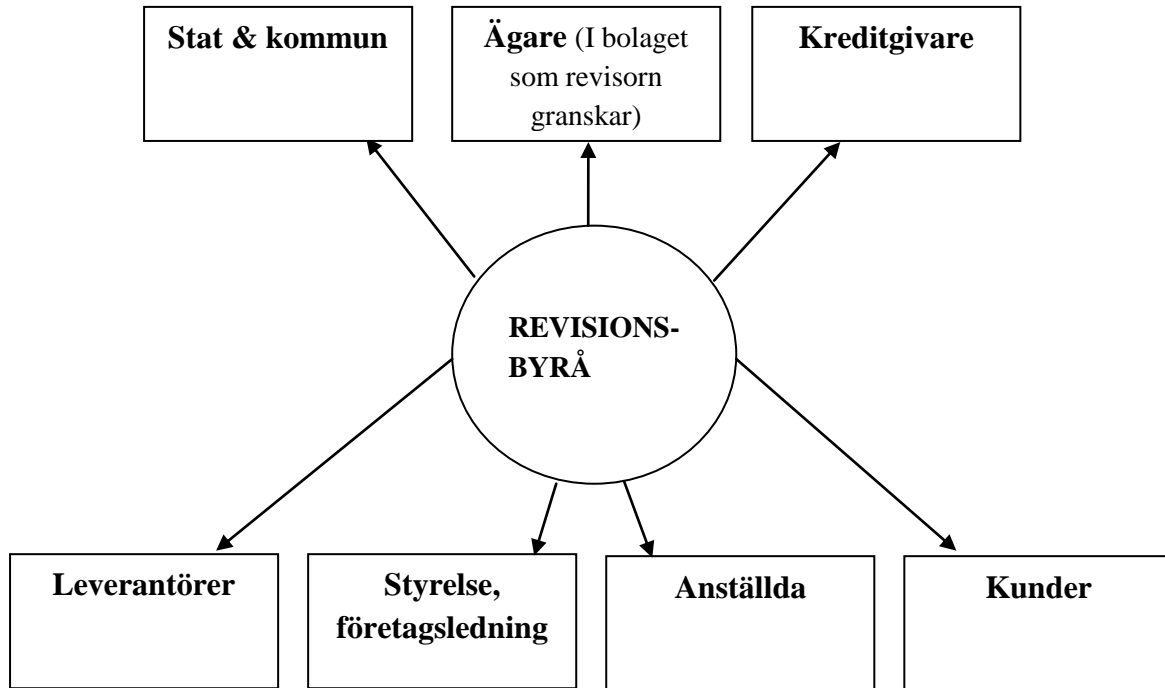 Stat & kommun
Ägare (I bolaget
som revisorn
granskar)
Kreditgivare
REVISIONS-
BYRÅ
Leverantörer
Styrelse,
företagsledning
Anställda
Kunder